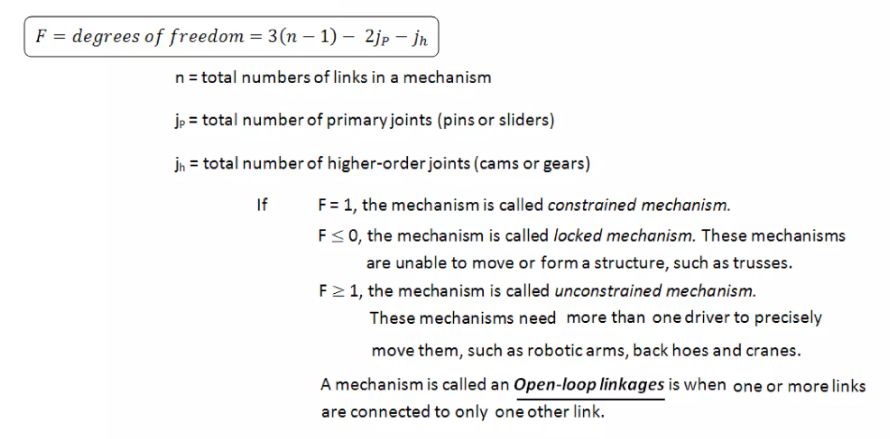 F = degrees of freedom = 3(n − 1) − 2jP − jh
n = total numbers of links in a mechanism
jp = total number of primary joints (pins or sliders)
jh = total number of higher-order joints (cams or gears)
If F = 1, the mechanism is called constrained mechanism.
F ≤ 0, the mechanism is called locked mechanism. These mechanisms
are unable to move or form a structure, such as trusses.
F ≥ 1, the mechanism is called unconstrained mechanism.
These mechanisms need more than one driver to precisely
move them, such as robotic arms, back hoes and cranes.
A mechanism is called an Open-loop linkages is when one or more links
are connected to only one other link.